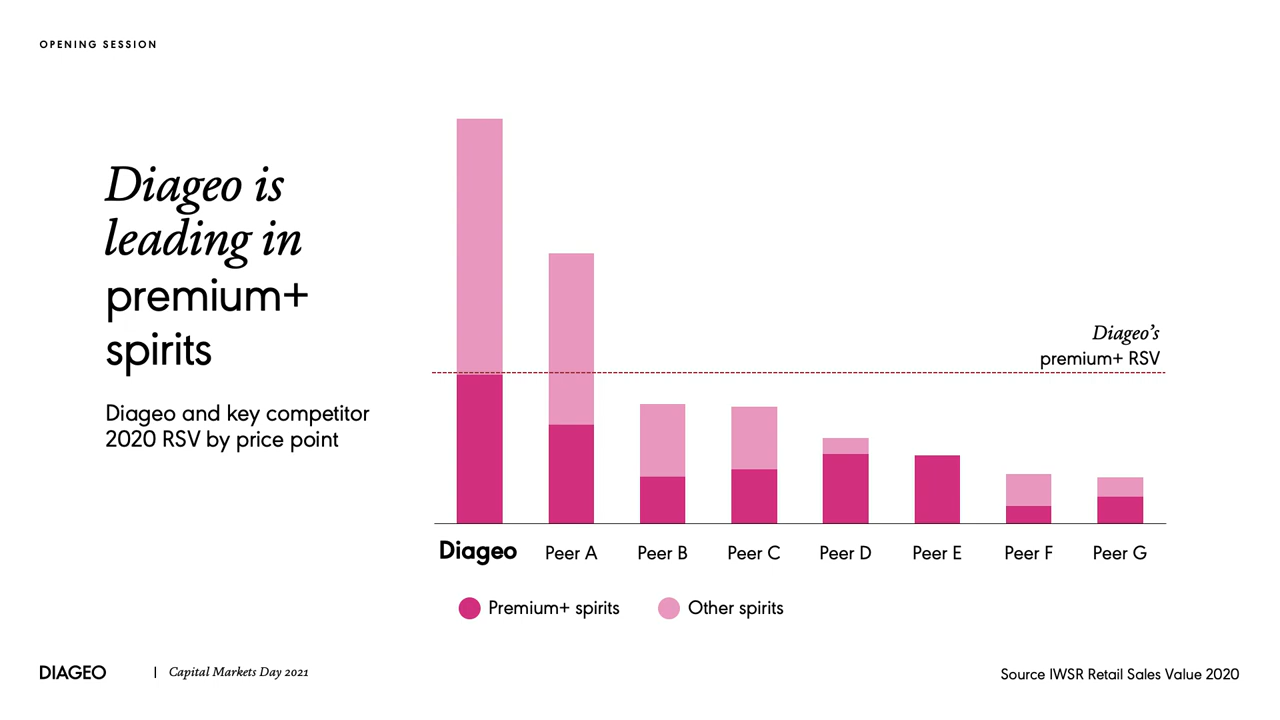 OPENING SESSION
Diageo is
leading in
premium+
spirits
Diageo and key competitor
2020 RSV by price point
Diageo's
premium+ RSV
Diageo Peer A Peer B Peer C Peer D Peer E Peer F Peer G
Premium+ spirits Other spirits
DIAGEO | Capital Markets Day 2021
Source IWSR Retail Sales Value 2020